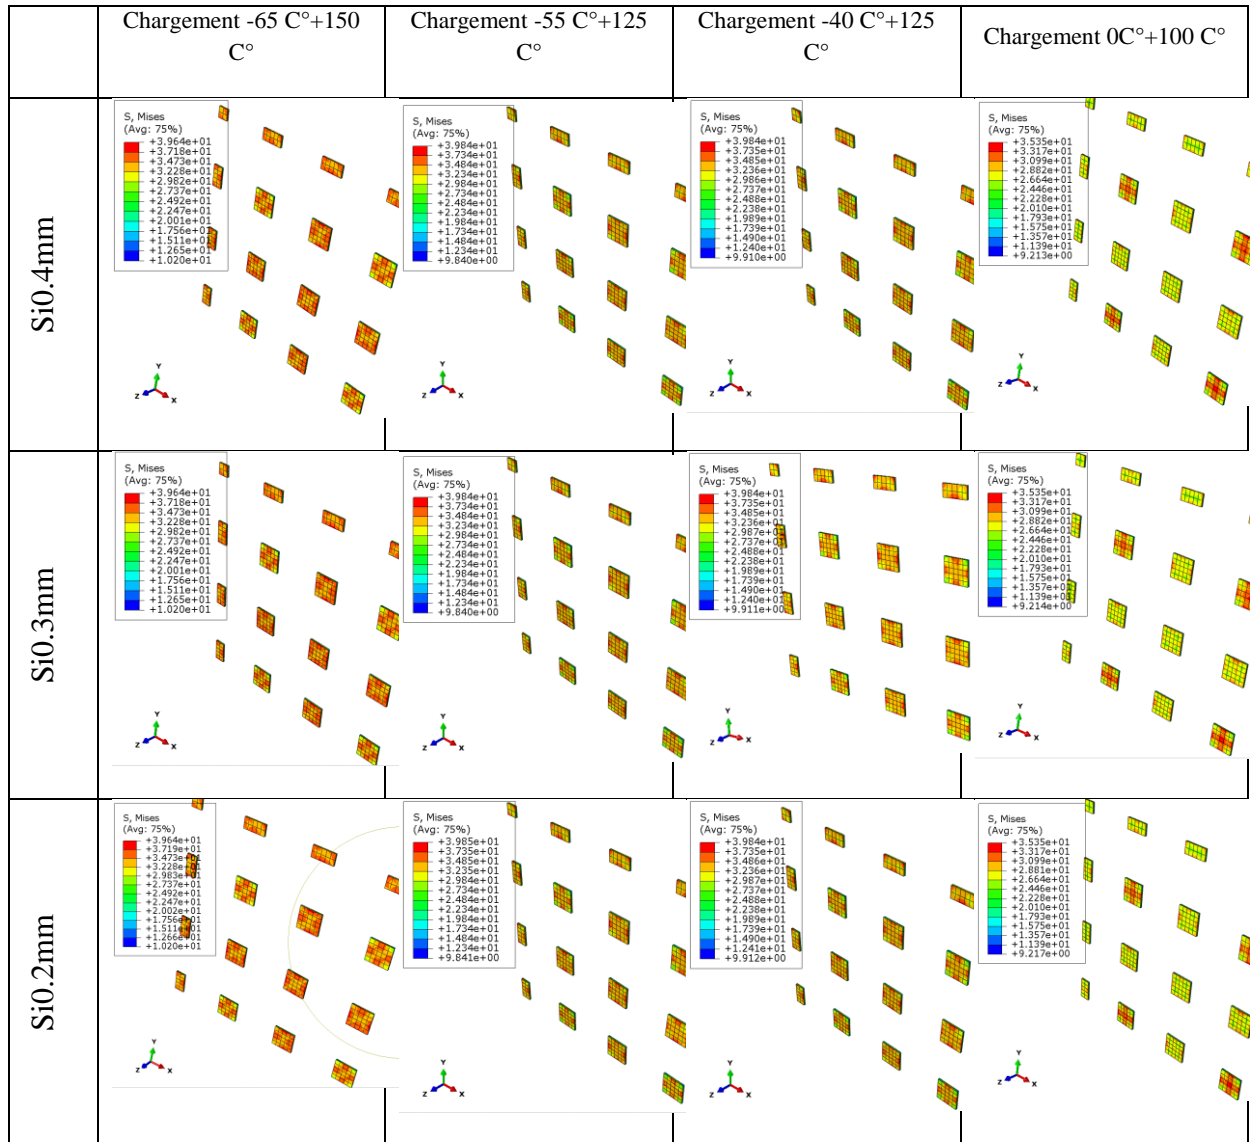 Chargement -65 C°+150
C°
Chargement -55 C°+125
C°
Chargement -40 C°+125
C°
Chargement 0C°+100 C°
Si0.4mm
S, Mises
(Avg: 75%)
+3.964e+01
+3.718e+01
+3.473e+01
+3.228e+01
+2.982e+01
+2.737e+01
+2.492e+01
+2.247e+01
+2.001e+01
+1.756e+01
+1.511e+01
+1.265e+01
+1.020e+01
Y
Z
X
S, Mises
(Avg: 75%)
+3.984e+01
+3.734e+01
+3.484e+01
+3.234e+01
+2.984e+01
+2.734e+01
+2.484e+01
+2.234e+01
+1.984e+01
+1.734e+01
+1.484e+01
+1.234e+01
+9.840e+00
Y
Z
X
S, Mises
(Avg: 75%)
+3.984e+01
+3.735e+01
+3.485e+01
+3.236e+01
+2.986e+01
+2.737e+01
+2.488e+01
+2.238e+01
+1.989e+01
+1.739e+01
+1.490e+01
+1.240e+01
+9.910e+00
Y
Z
X
S, Mises
(Avg: 75%)
+3.535e+01
+3.317e+01
+3.099e+01
+2.882e+01
+2.664e+01
+2.446e+01
+2.228e+01
+2.010e+01
+1.793e+01
+1.575e+01
+1.357e+01
+1.139e+01
+9.213e+00
Y
Z
X
Si0.3mm
S, Mises
(Avg: 75%)
+3.964e+01
+3.718e+01
+3.473e+01
+3.228e+01
+2.982e+01
+2.737e+01
+2.492e+01
+2.247e+01
+2.001e+01
+1.756e+01
+1.511e+01
+1.265e+01
+1.020e+01
Y
Z
X
S, Mises
(Avg: 75%)
+3.984e+01
+3.734e+01
+3.484e+01
+3.234e+01
+2.984e+01
+2.734e+01
+2.484e+01
+2.234e+01
+1.984e+01
+1.734e+01
+1.484e+01
+1.234e+01
+9.840e+00
Y
Z
X
S, Mises
(Avg: 75%)
+3.984e+01
+3.735e+01
+3.485e+01
+3.236e+01
+2.987e+01
+2.737e+01
+2.488e+01
+2.238e+01
+1.989e+01
+1.739e+01
+1.490e+01
+1.240e+01
+9.911e+00
Y
Z
X
S, Mises
(Avg: 75%)
+3.535e+01
+3.317e+01
+3.099e+01
+2.882e+01
+2.664e+01
+2.446e+01
+2.228e+01
+2.010e+01
+1.793e+01
+1.575e+01
+1.357e+01
+1.139e+01
+9.214e+00
Y
Z
X
Si0.2mm
S, Mises
(Avg: 75%)
+3.964e+01
+3.719e+01
+3.473e+01
+3.228e+01
+2.983e+01
+2.737e+01
+2.492e+01
+2.247e+01
+2.002e+01
+1.756e+01
+1.511e+01
+1.266e+01
+1.020e+01
Y
Z
X
S, Mises
(Avg: 75%)
+3.985e+01
+3.735e+01
+3.485e+01
+3.235e+01
+2.984e+01
+2.734e+01
+2.484e+01
+2.234e+01
+1.984e+01
+1.734e+01
+1.484e+01
+1.234e+01
+9.841e+00
Y
Z
X
S, Mises
(Avg: 75%)
+3.984e+01
+3.735e+01
+3.486e+01
+3.236e+01
+2.987e+01
+2.737e+01
+2.488e+01
+2.238e+01
+1.989e+01
+1.739e+01
+1.490e+01
+1.241e+01
+9.912e+00
Y
Z
X
S, Mises
(Avg: 75%)
+3.535e+01
+3.317e+01
+3.099e+01
+2.881e+01
+2.664e+01
+2.446e+01
+2.228e+01
+2.010e+01
+1.793e+01
+1.575e+01
+1.357e+01
+1.139e+01
+9.217e+00
Y
Z
X